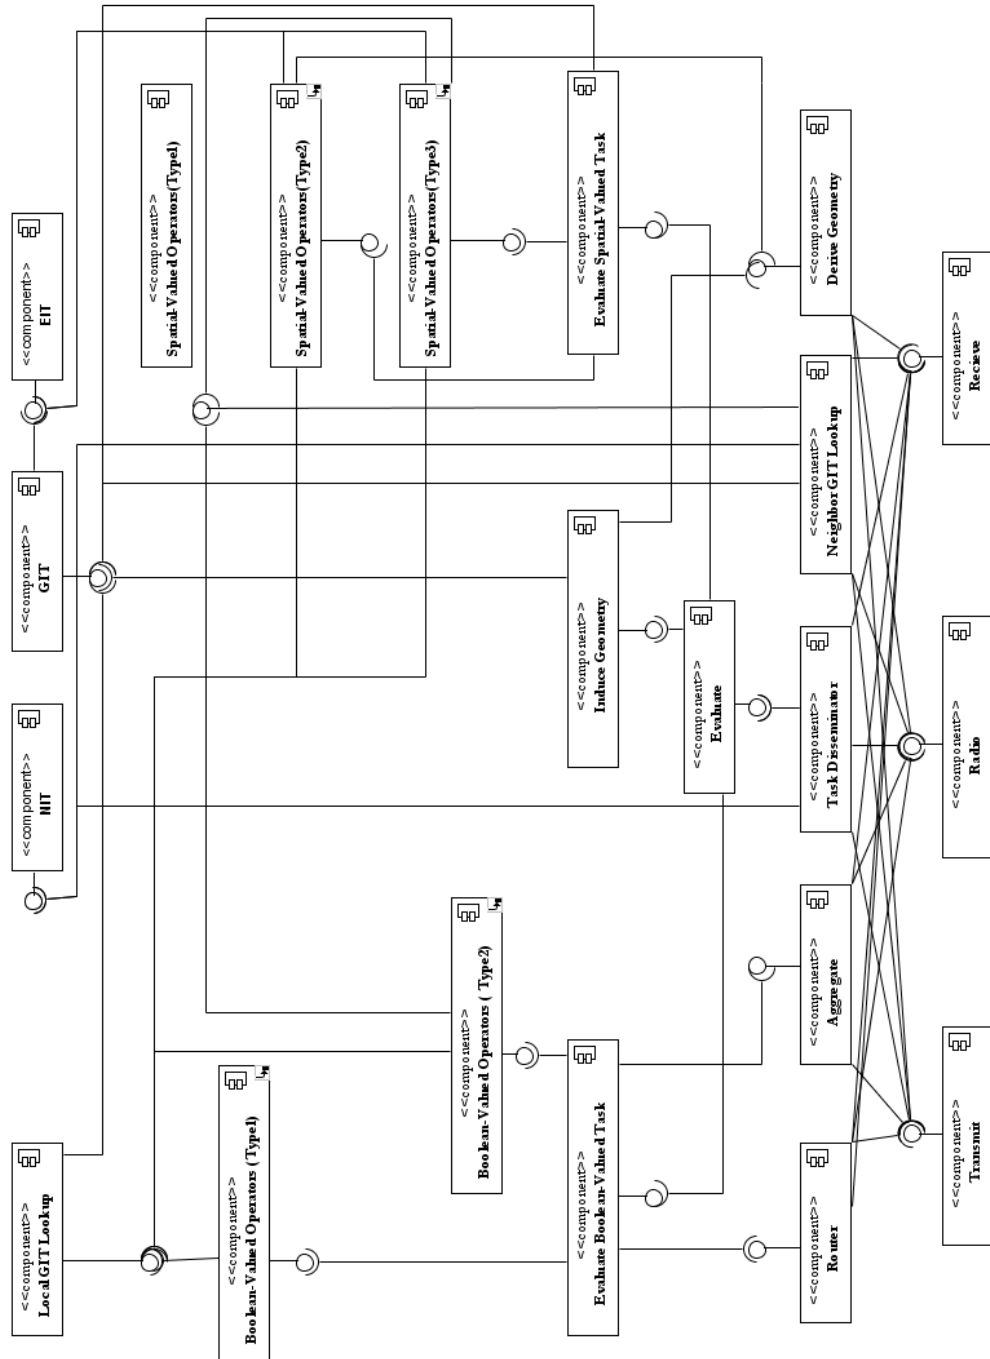 <<component>>
EIT
<<component>>
GIT
<<component>>
NIT
<<component>>
Local GIT Lookup
<<component>>
Spatial-Valued Operators(Type1)
<<component>>
Spatial-Valued Operators(Type2)
<<component>>
Spatial-Valued Operators(Type3)
<<component>>
Boolean-Valued Operators (Type1)
<<component>>
Boolean-Valued Operators ( Type2)
<<component>>
Evaluate Spatial-Valued Task
<<component>>
Induce Geometry
<<component>>
Evaluate
<<component>>
Evaluate Boolean-Valued Task
<<component>>
Derive Geometry
<<component>>
Neighbor GIT Lookup
<<component>>
Task Disseminator
<<component>>
Aggregate
<<component>>
Router
<<component>>
Recieve
<<component>>
Radio
<<component>>
Transmit